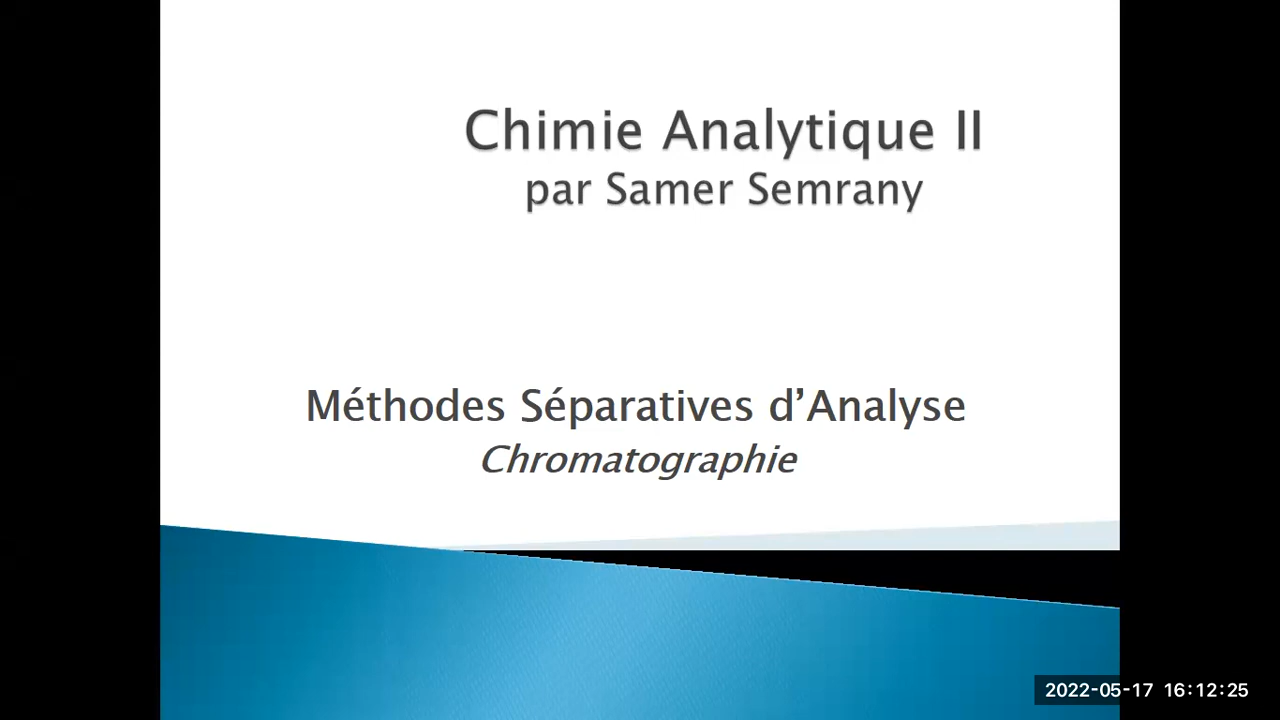 Chimie Analytique II
par Samer Semrany
Méthodes Séparatives d’Analyse
Chromatographie
2022-05-17 16:12:25